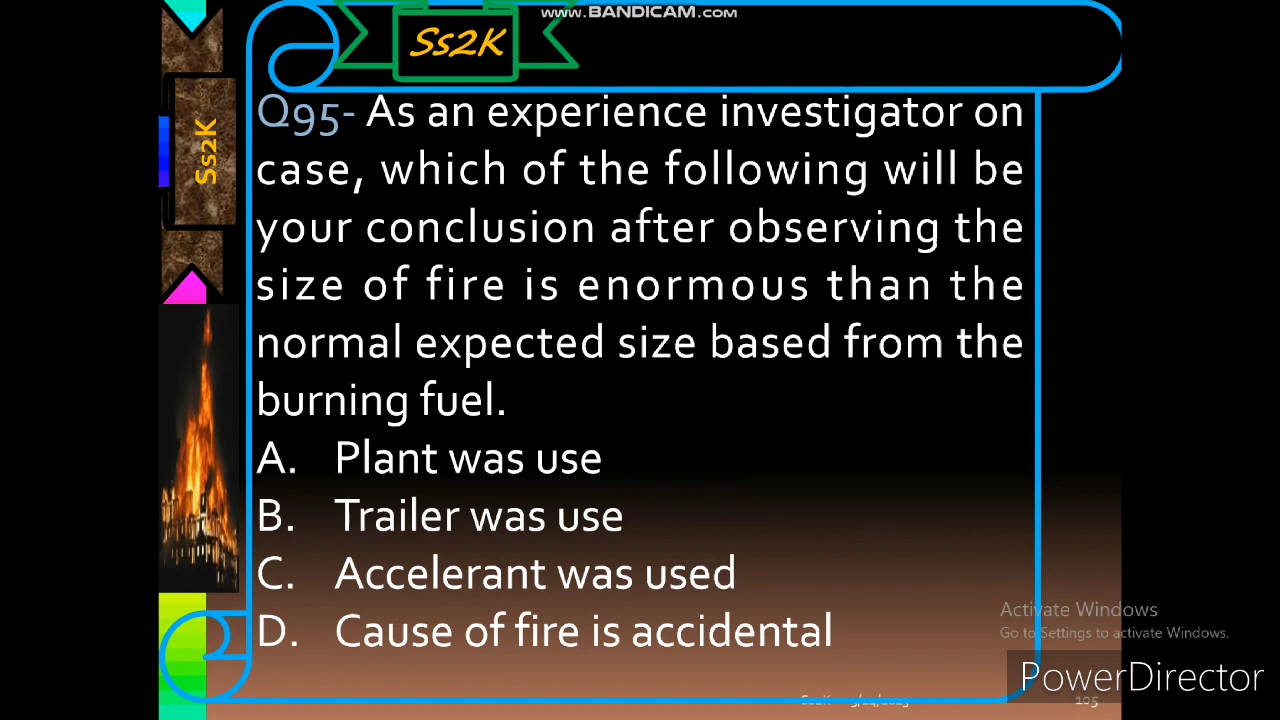 www.BANDICAM.com
Ss2K
Ss2K
Q95- As an experience investigator on
case, which of the following will be
your conclusion after observing the
size of fire is enormous than the
normal expected size based from the
burning fuel.
A. Plant was use
B. Trailer was use
C. Accelerant was used
D. Cause of fire is accidental
Activate Windows
Go to Settings to activate Windows.
PowerDirector
Ss2K
105